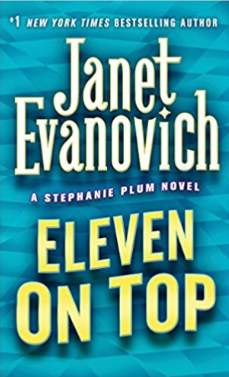 #1 NEW YORK TIMES BESTSELLING AUTHOR
Janet
Evanovich
A STEPHANIE PLUM NOVEL
ELEVEN
ON TOP